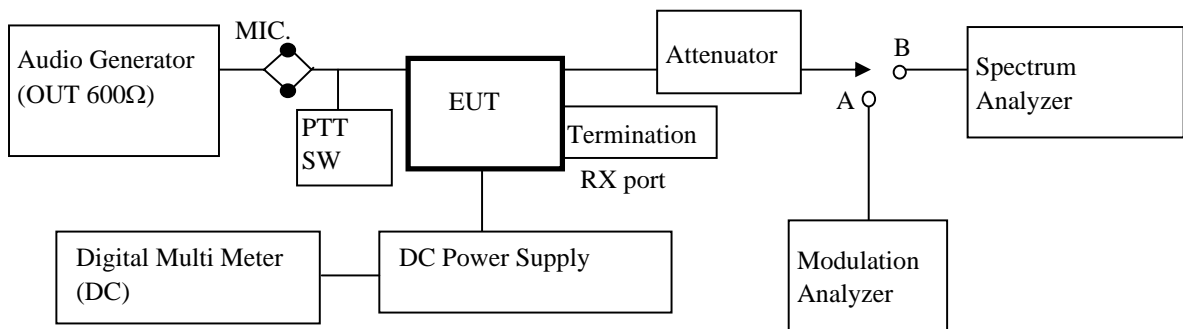 MIC.
Audio Generator
(OUT 600Ω)
PTT
SW
EUT
Termination
RX port
Attenuator
B
A
Spectrum
Analyzer
Digital Multi Meter
(DC)
DC Power Supply
Modulation
Analyzer